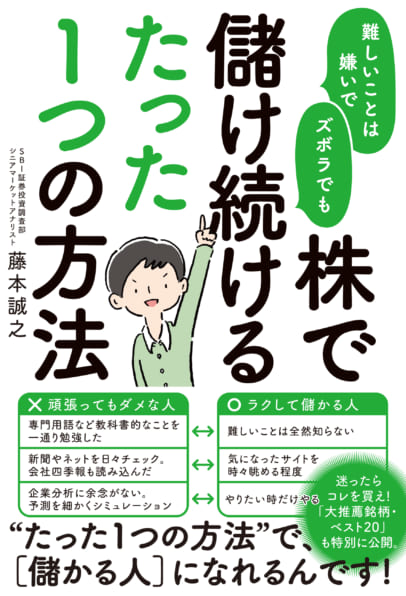 難しいことは
嫌いで
ズボラでも
株で
儲け続ける
たった
1つの方法
SBI証券投資調査部
シニアマーケットアナリスト
藤本誠之
× 頑張ってもダメな人
○ ラクして儲かる人
専門用語など教科書的なことを
一通り勉強した
難しいことは全然知らない
新聞やネットを日々チェック。
会社四季報も読み込んだ
気になったサイトを
時々眺める程度
企業分析に余念がない。
予測を細かくシミュレーション
やりたい時だけやる
迷ったら
コレを買え!
「大推薦銘柄・
ベスト20」
も特別に公開。
“たった1つの方法”で、
[儲かる人]になれるんです!